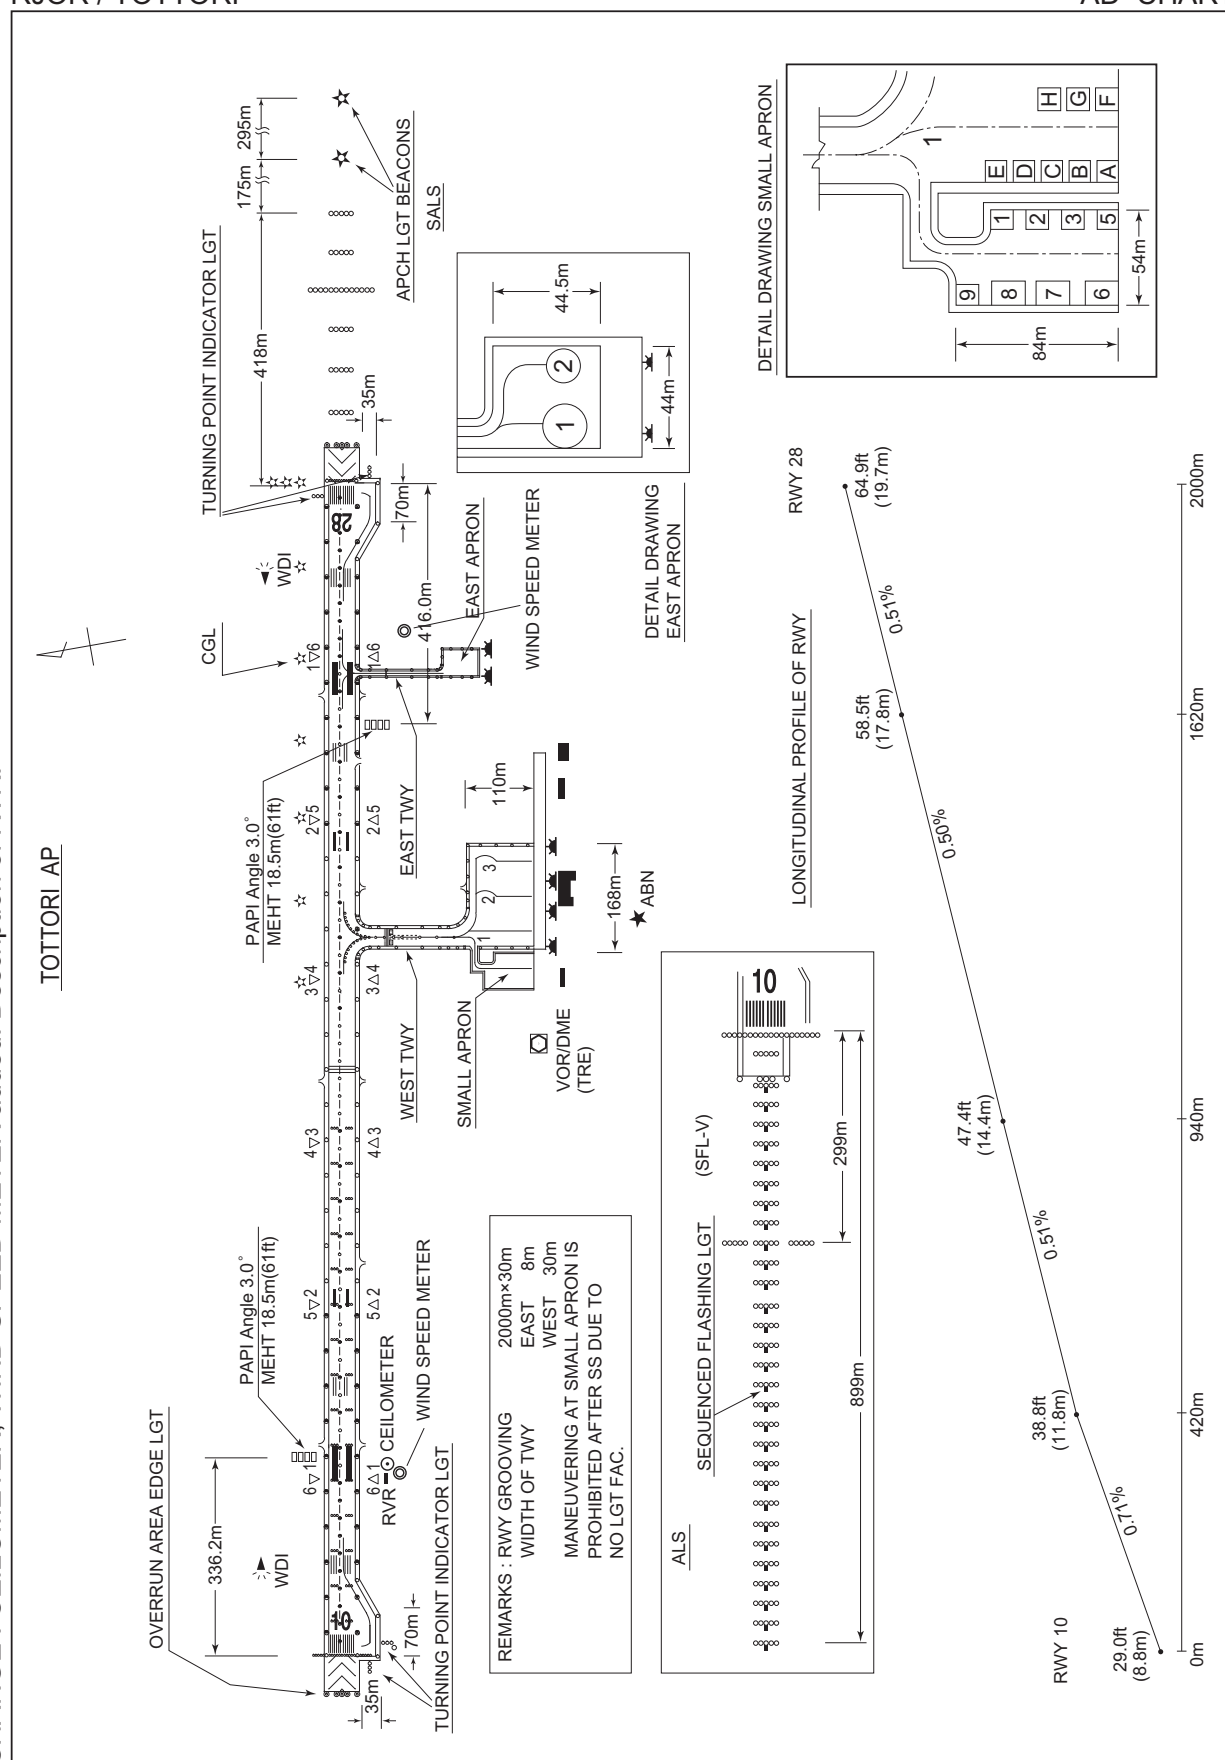 RJOR / TOTTORI
AD CHAR
TOTTORI AP
OVERRUN AREA EDGE LGT
336.2m
WDI
PAPI Angle 3.0°
MEHT 18.5m(61ft)
6▽1
5▽2
4▽3
3▽4
2▽5
1▽6
6△1
5△2
4△3
3△4
2△5
1△6
10
28
35m
70m
TURNING POINT INDICATOR LGT
RVR
CEILOMETER
WIND SPEED METER
PAPI Angle 3.0°
MEHT 18.5m(61ft)
CGL
WDI
TURNING POINT INDICATOR LGT
418m
175m
295m
APCH LGT BEACONS
SALS
35m
70m
416.0m
EAST APRON
WIND SPEED METER
EAST TWY
WEST TWY
SMALL APRON
1
2
3
110m
168m
ABN
VOR/DME
(TRE)
1
2
44.5m
44m
DETAIL DRAWING
EAST APRON
REMARKS : RWY GROOVING 2000m×30m
WIDTH OF TWY EAST 8m
WEST 30m
MANEUVERING AT SMALL APRON IS
PROHIBITED AFTER SS DUE TO
NO LGT FAC.
ALS
SEQUENCED FLASHING LGT (SFL-V)
10
299m
899m
DETAIL DRAWING SMALL APRON
1
H
G
F
E
D
C
B
A
1
2
3
5
9
8
7
6
84m
54m
LONGITUDINAL PROFILE OF RWY
RWY 10
29.0ft
(8.8m)
0.71%
38.8ft
(11.8m)
0.51%
47.4ft
(14.4m)
0.50%
58.5ft
(17.8m)
0.51%
RWY 28
64.9ft
(19.7m)
0m
420m
940m
1620m
2000m